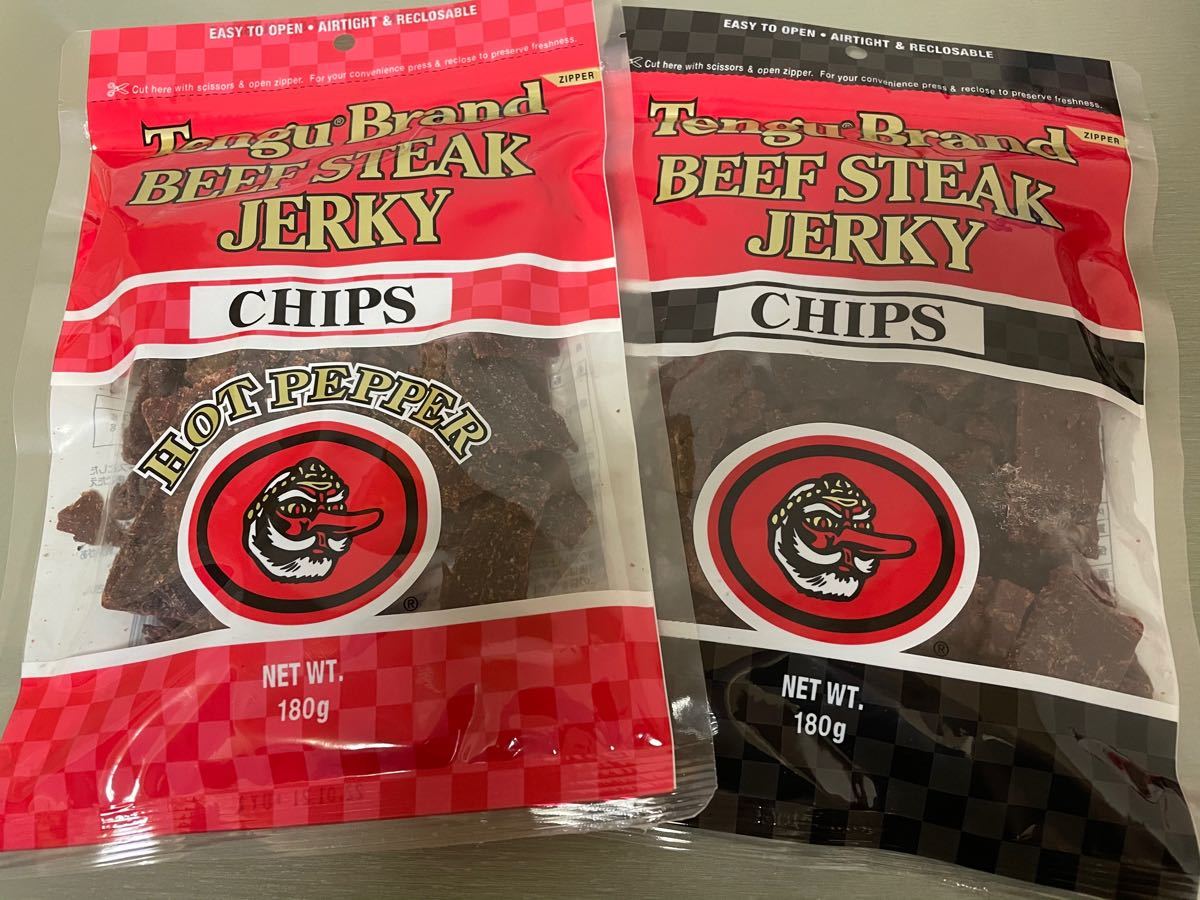 EASY TO OPEN • AIRTIGHT & RECLOSABLE
Cut here with scissors & open zipper. For your convenience press & reclose to preserve freshness.
ZIPPER
Tengu® Brand
BEEF STEAK
JERKY
CHIPS
HOT PEPPER
®
NET WT.
180g
EASY TO OPEN • AIRTIGHT & RECLOSABLE
Cut here with scissors & open zipper. For your convenience press & reclose to preserve freshness.
ZIPPER
Tengu® Brand
BEEF STEAK
JERKY
CHIPS
®
NET WT.
180g